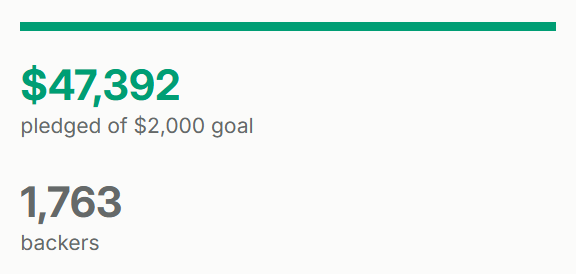 $47,392
pledged of $2,000 goal
1,763
backers